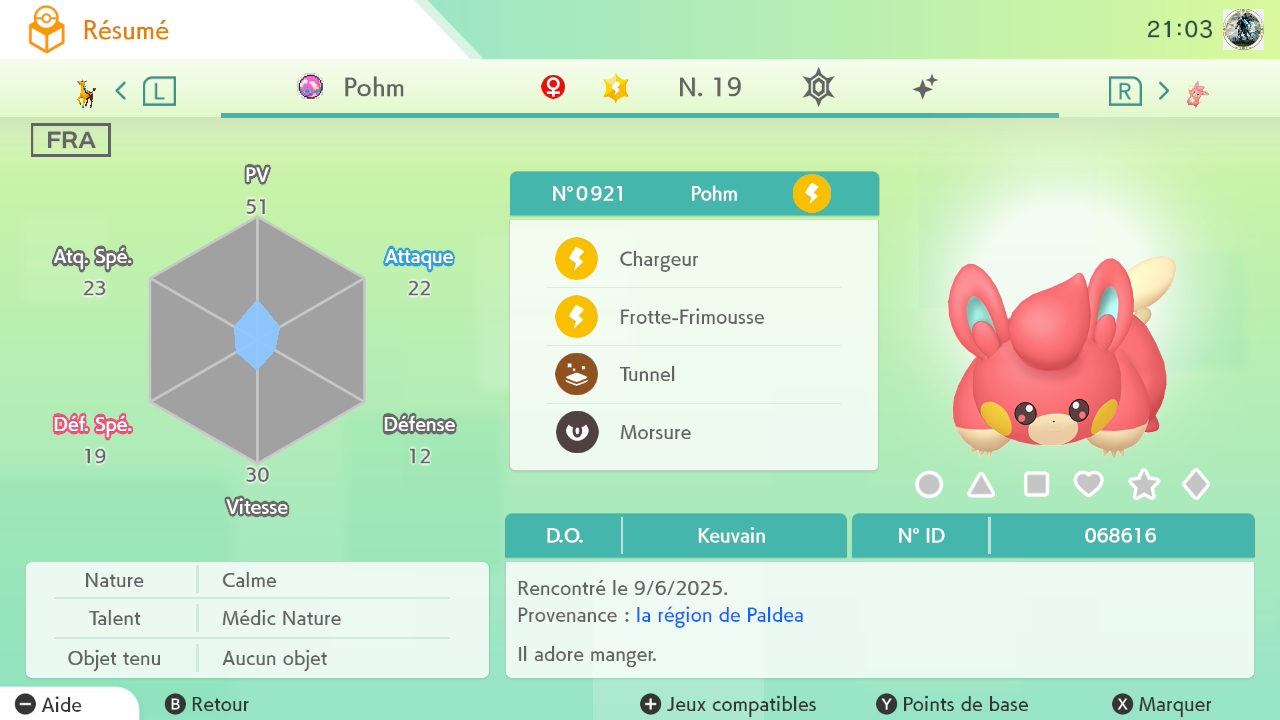 Résumé
21:03
L
Pohm
N. 19
R
FRA
PV
51
Atq. Spé.
23
Attaque
22
Déf. Spé.
19
Défense
12
30
Vitesse
N°0921 Pohm
Chargeur
Frotte-Frimousse
Tunnel
Morsure
D.O. Keuvain
N° ID 068616
Nature Calme
Talent Médic Nature
Objet tenu Aucun objet
Rencontré le 9/6/2025.
Provenance : la région de Paldea
Il adore manger.
Aide
B Retour
Jeux compatibles
Y Points de base
X Marquer